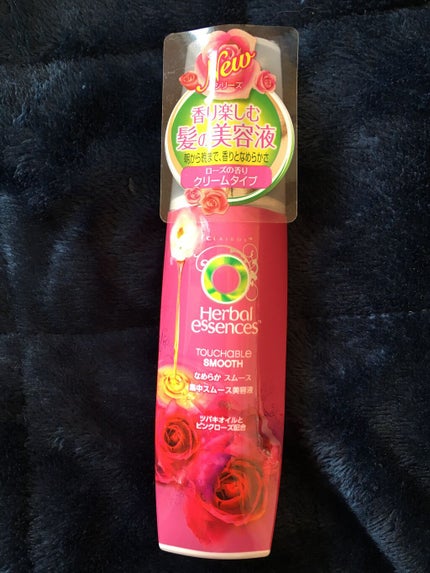 New
シリーズ
香り楽しむ
髪の美容液
朝から晩まで、香りとなめらかさ
ローズの香り
クリームタイプ
CLAIROL
Herbal
essences
TOUCHABLE
SMOOTH
なめらか スムース
集中スムース美容液
ツバキオイルと
ピンクローズ配合